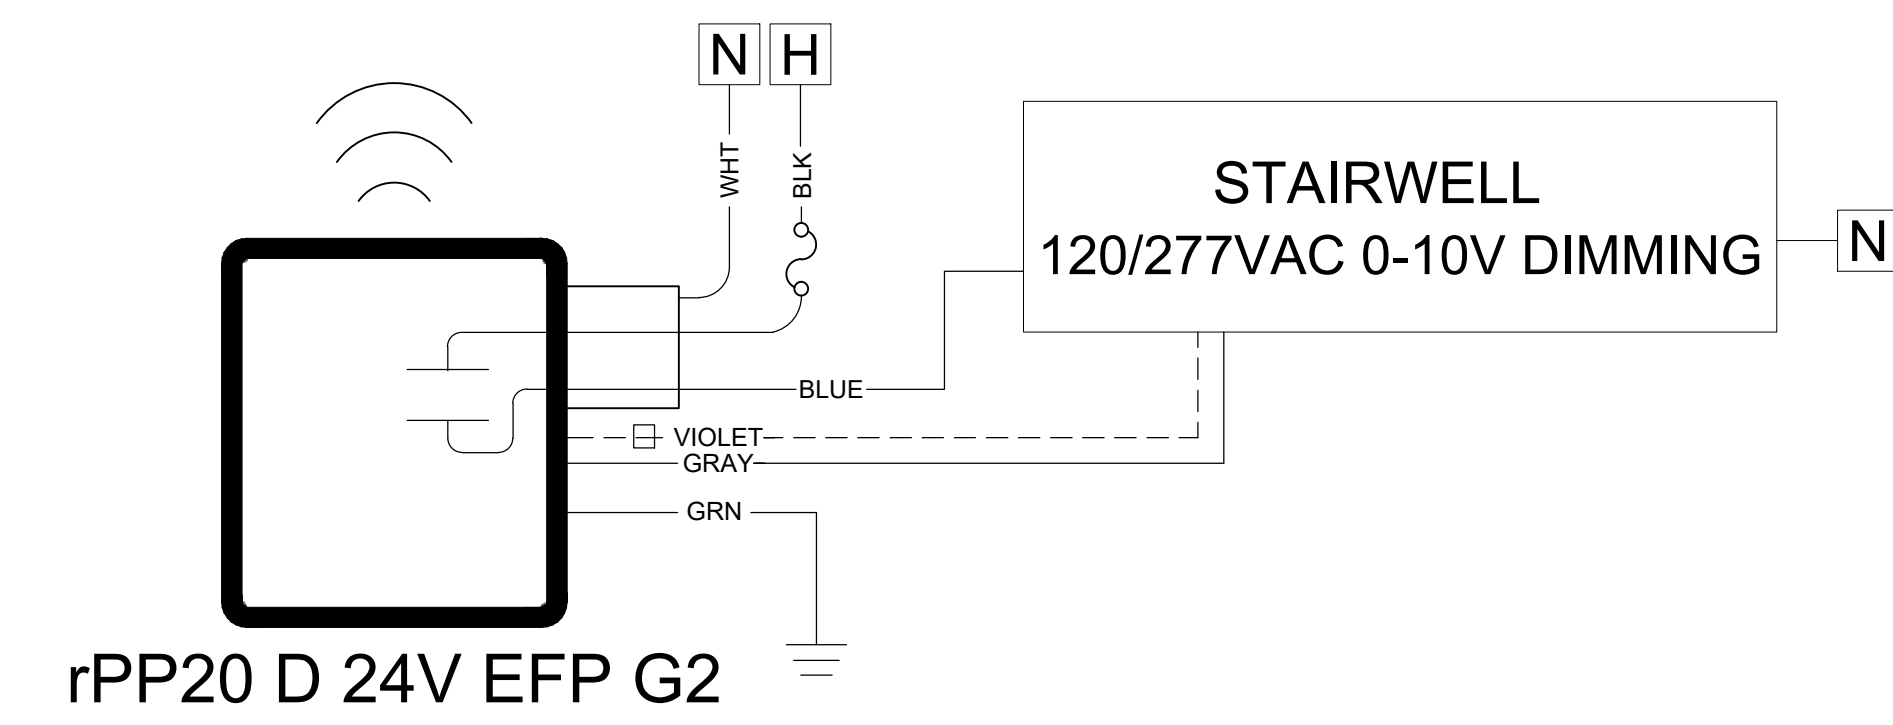 N H
WHT
BLK
STAIRWELL
120/277VAC 0-10V DIMMING
N
BLUE
VIOLET
GRAY
GRN
rPP20 D 24V EFP G2